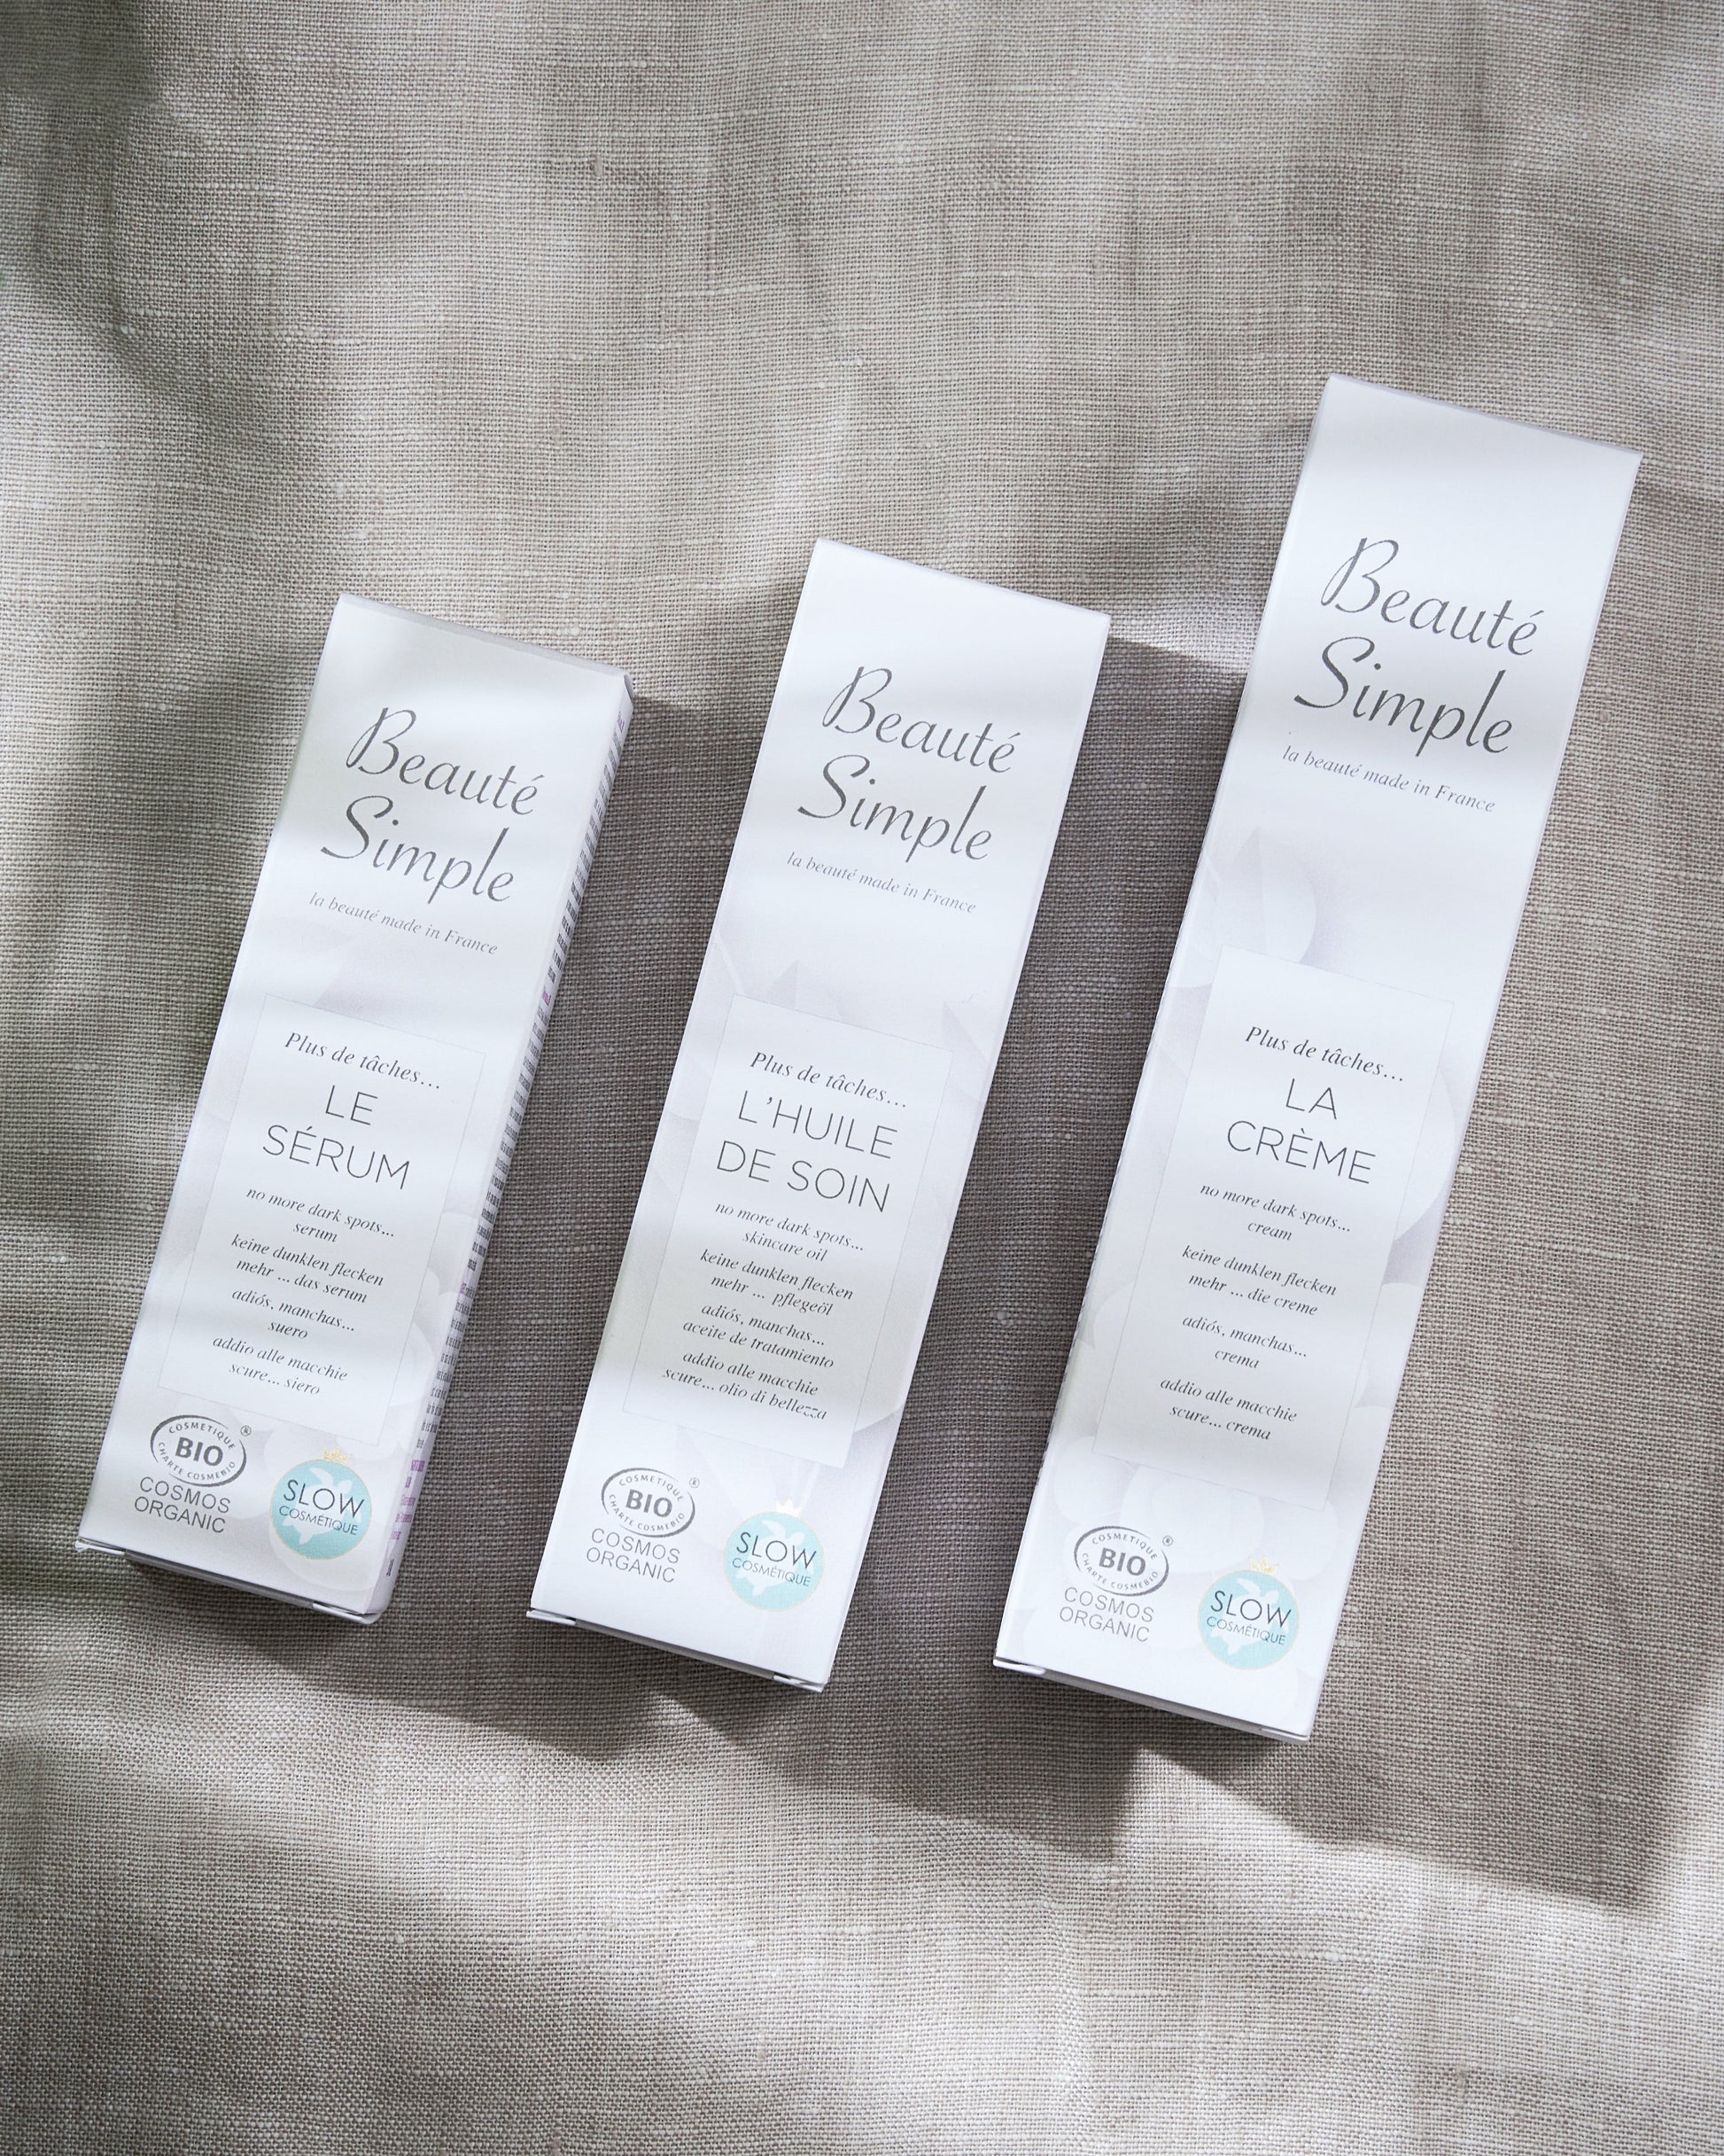 Beauté
Simple
la beauté made in France
Plus de tâches...
LE
SÉRUM
no more dark spots...
serum
keine dunklen flecken
mehr ... das serum
adiós, manchas...
suero
addio alle macchie
scure... siero
COSMETIQUE
BIO
CHARTE COSMEBIO
®
COSMOS
ORGANIC
SLOW
COSMÉTIQUE
Beauté
Simple
la beauté made in France
Plus de tâches...
L'HUILE
DE SOIN
no more dark spots...
skincare oil
keine dunklen flecken
mehr ... pflegeöl
adiós, manchas...
aceite de tratamiento
addio alle macchie
scure... olio di bellezza
COSMETIQUE
BIO
CHARTE COSMEBIO
®
COSMOS
ORGANIC
SLOW
COSMÉTIQUE
Beauté
Simple
la beauté made in France
Plus de tâches...
LA
CRÈME
no more dark spots...
cream
keine dunklen flecken
mehr ... die creme
adiós, manchas...
crema
addio alle macchie
scure... crema
COSMETIQUE
BIO
CHARTE COSMEBIO
®
COSMOS
ORGANIC
SLOW
COSMÉTIQUE